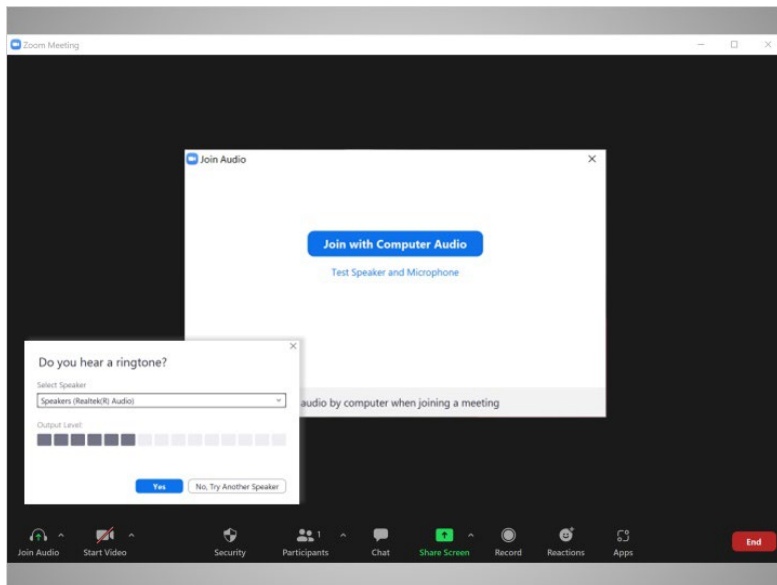 Zoom Meeting
Join Audio
Join with Computer Audio
Test Speaker and Microphone
audio by computer when joining a meeting
Do you hear a ringtone?
Select Speaker
Speakers (Realtek(R) Audio)
Output Level
Yes
No, Try Another Speaker
1
Join Audio
Start Video
Security
Participants
Chat
Share Screen
Record
Reactions
Apps
End